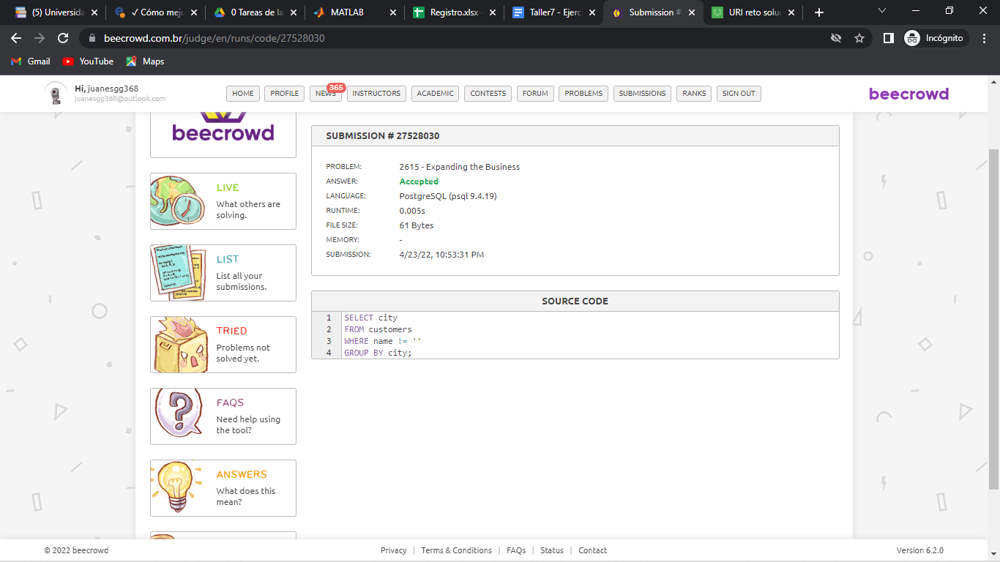 (5) Universida
✓ Cómo mej
0 Tareas de la
MATLAB
Registro.xlsx -
Taller7 - Ejerci
Submission #
URI reto solu
beecrowd.com.br/judge/en/runs/code/27528030
Incógnito
Gmail
YouTube
Maps
Hi, juanesgg368
juanesgg368@outlook.com
HOME
PROFILE
NEWS
365
INSTRUCTORS
ACADEMIC
CONTESTS
FORUM
PROBLEMS
SUBMISSIONS
RANKS
SIGN OUT
beecrowd
beecrowd
LIVE
What others are
solving.
LIST
List all your
submissions.
TRIED
Problems not
solved yet.
FAQS
Need help using
the tool?
ANSWERS
What does this
mean?
SUBMISSION # 27528030
PROBLEM: 2615 - Expanding the Business
ANSWER: Accepted
LANGUAGE: PostgreSQL (psql 9.4.19)
RUNTIME: 0.005s
FILE SIZE: 61 Bytes
MEMORY: -
SUBMISSION: 4/23/22, 10:53:31 PM
SOURCE CODE
1 SELECT city
2 FROM customers
3 WHERE name != ''
4 GROUP BY city;
© 2022 beecrowd
Privacy | Terms & Conditions | FAQs | Status | Contact
Version 6.2.0